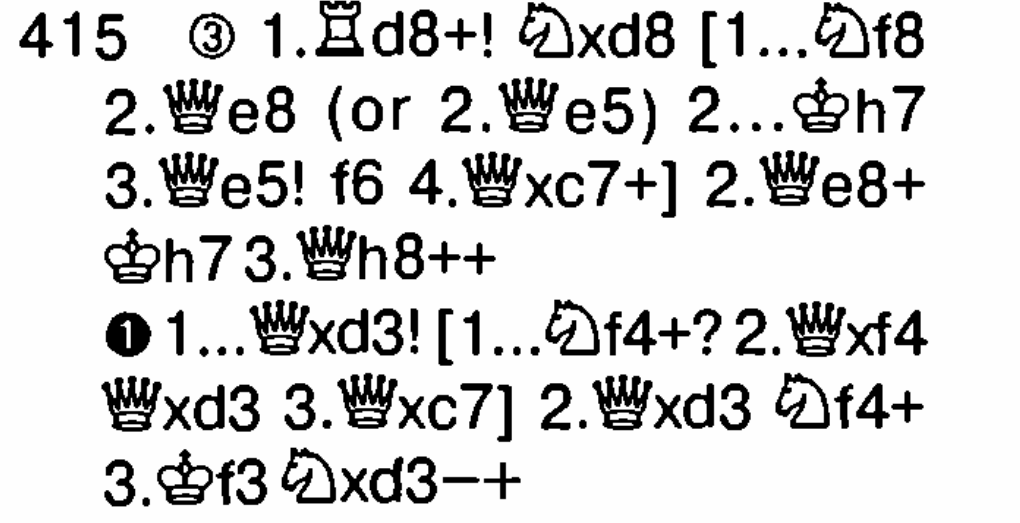 415 ③ 1.♖d8+! ♘xd8 [1...♘f8
2.♕e8 (or 2.♕e5) 2...♔h7
3.♕e5! f6 4.♕xc7+] 2.♕e8+
♔h7 3.♕h8++
❶ 1...♕xd3! [1...♘f4+? 2.♕xf4
♕xd3 3.♕xc7] 2.♕xd3 ♘f4+
3.♔f3 ♘xd3−+